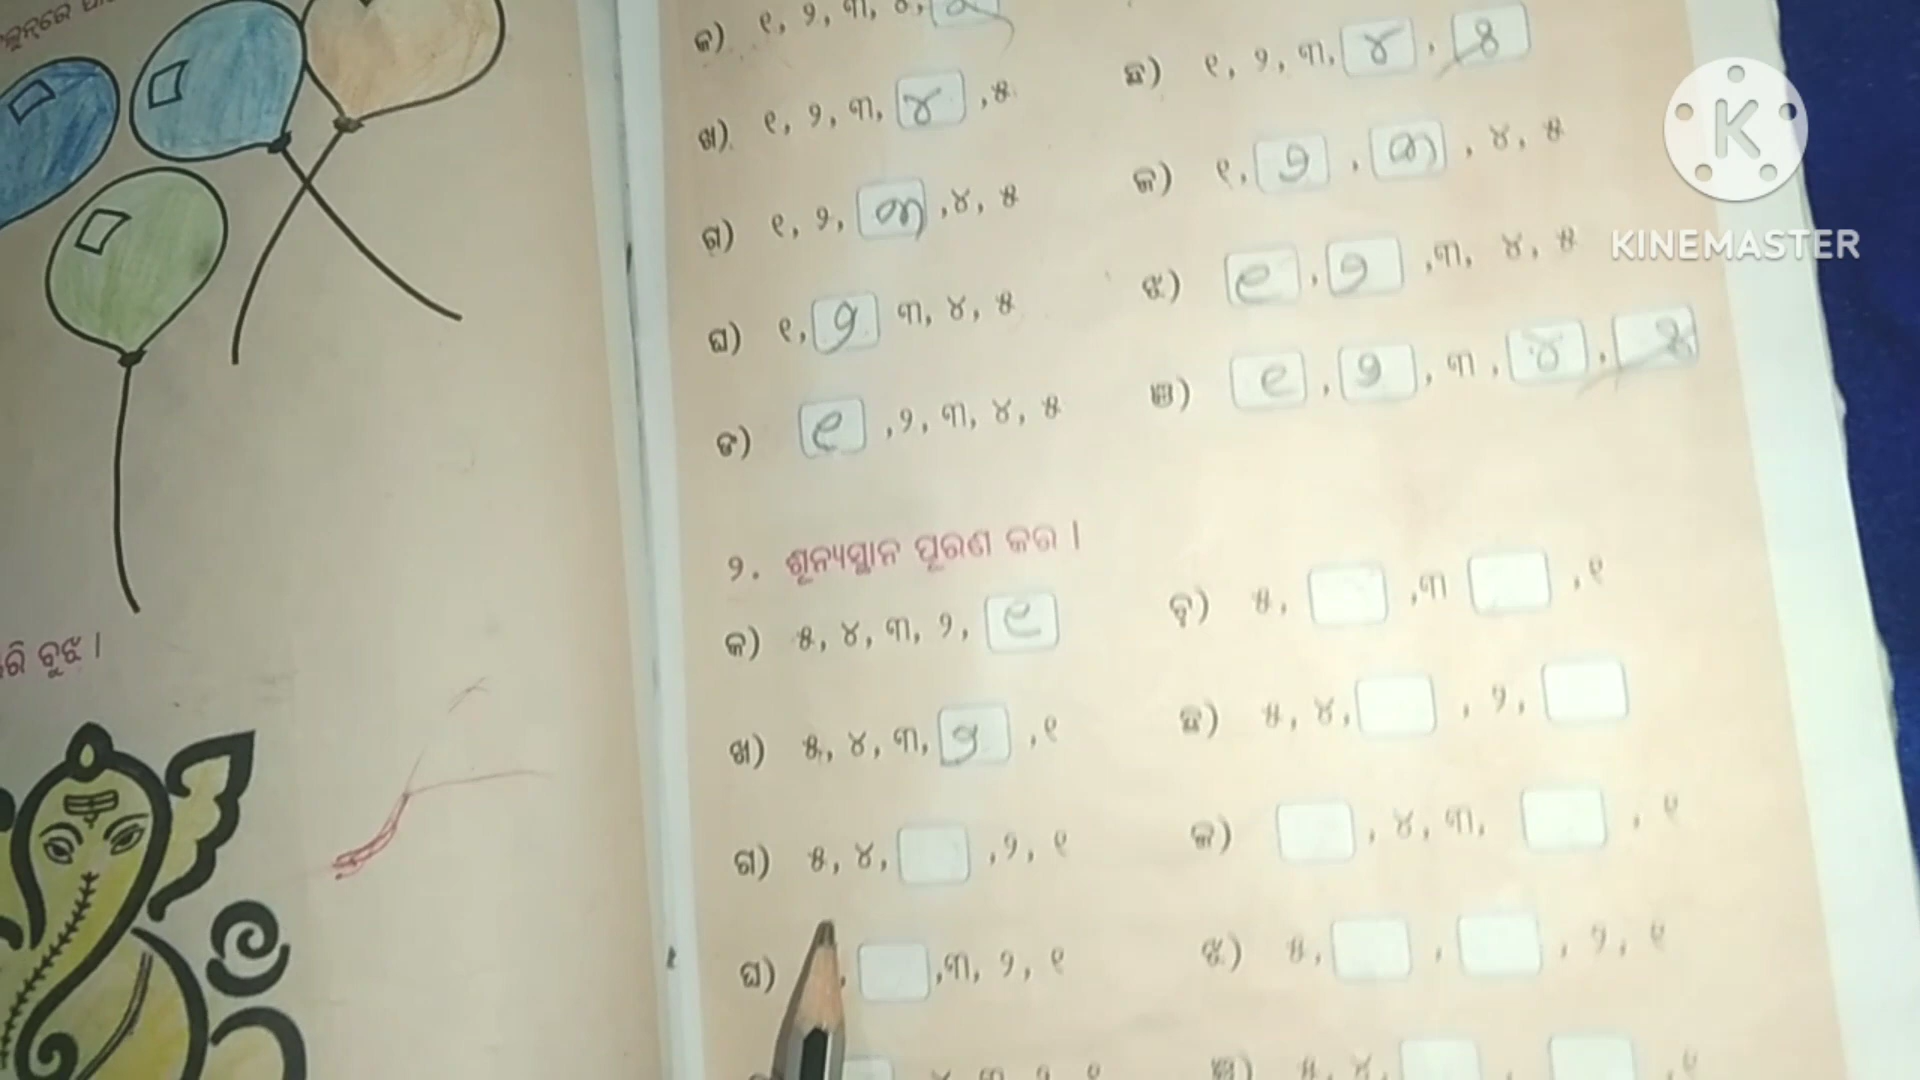 କ) ୧, ୨, ୩, ୪,
ଖ) ୧, ୨, ୩, ୪, ୫
ଗ) ୧, ୨, ୩, ୪, ୫
ଘ) ୧, ୨ ୩, ୪, ୫
ଙ) ୧, ୨, ୩, ୪, ୫
ଛ) ୧, ୨, ୩, ୪, ୫
ଜ) ୧, ୨, ୩, ୪, ୫
ଝ) ୧, ୨, ୩, ୪, ୫
ଞ) ୧, ୨, ୩, ୪, ୫
୨. ଶୂନ୍ୟସ୍ଥାନ ପୂରଣ କର ।
କ) ୫, ୪, ୩, ୨, ୧
ଖ) ୫, ୪, ୩, ୨, ୧
ଗ) ୫, ୪, , ୨, ୧
ଘ) , ୩, ୨, ୧
ଚ) ୫, , ୩ , ୧
ଛ) ୫, ୪, , ୨,
ଜ) , ୪, ୩, , ୧
ଝ) ୫, , , ୨, ୧
ଞ) ୫, ୪, , , ୧
ବୁଝ ।
K
KINEMASTER